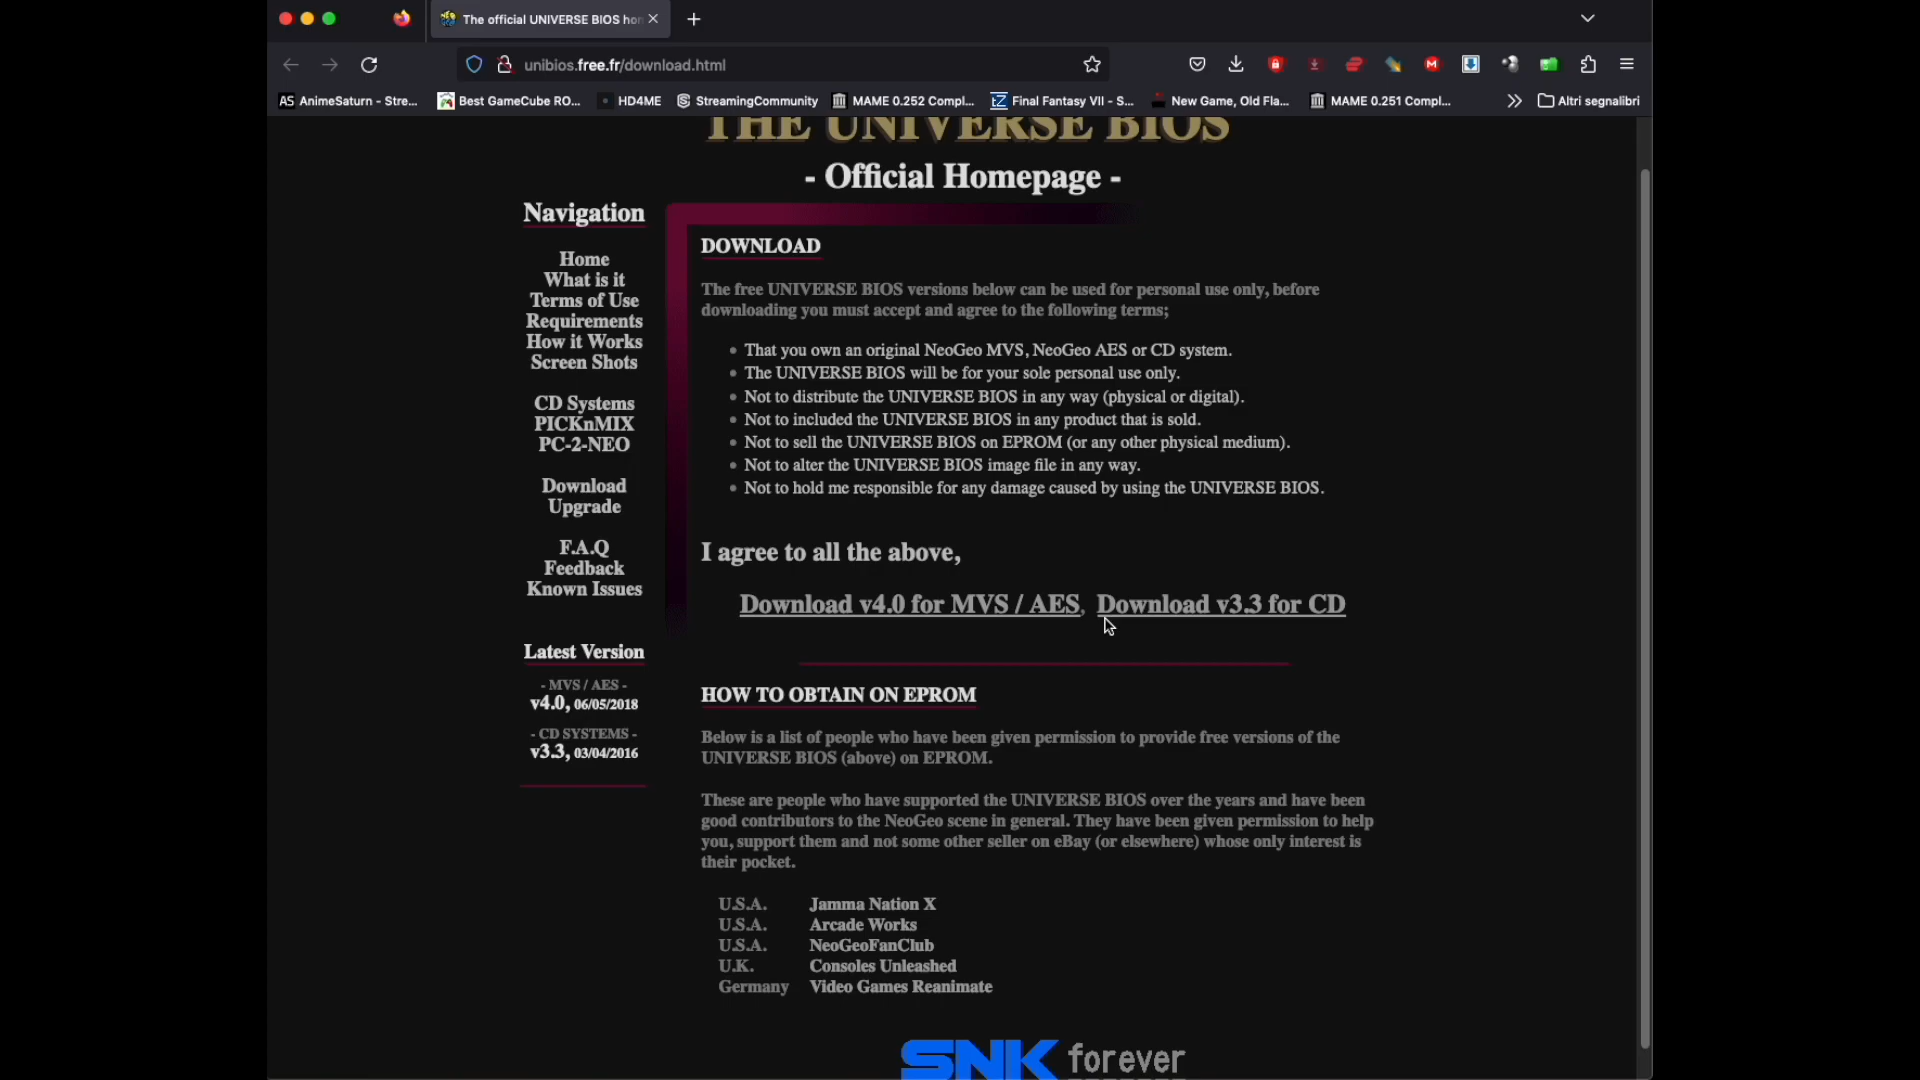 The official UNIVERSE BIOS hom
unibios.free.fr/download.html
AS AnimeSaturn - Stre...
Best GameCube RO...
HD4ME
StreamingCommunity
MAME 0.252 Compl...
Final Fantasy VII - S...
New Game, Old Fla...
MAME 0.251 Compl...
Altri segnalibri
THE UNIVERSE BIOS
- Official Homepage -
Navigation
Home
What is it
Terms of Use
Requirements
How it Works
Screen Shots
CD Systems
PICKnMIX
PC-2-NEO
Download
Upgrade
F.A.Q
Feedback
Known Issues
Latest Version
- MVS / AES -
v4.0, 06/05/2018
- CD SYSTEMS -
v3.3, 03/04/2016
DOWNLOAD
The free UNIVERSE BIOS versions below can be used for personal use only, before
downloading you must accept and agree to the following terms;
• That you own an original NeoGeo MVS, NeoGeo AES or CD system.
• The UNIVERSE BIOS will be for your sole personal use only.
• Not to distribute the UNIVERSE BIOS in any way (physical or digital).
• Not to included the UNIVERSE BIOS in any product that is sold.
• Not to sell the UNIVERSE BIOS on EPROM (or any other physical medium).
• Not to alter the UNIVERSE BIOS image file in any way.
• Not to hold me responsible for any damage caused by using the UNIVERSE BIOS.
I agree to all the above,
Download v4.0 for MVS / AES, Download v3.3 for CD
HOW TO OBTAIN ON EPROM
Below is a list of people who have been given permission to provide free versions of the
UNIVERSE BIOS (above) on EPROM.
These are people who have supported the UNIVERSE BIOS over the years and have been
good contributors to the NeoGeo scene in general. They have been given permission to help
you, support them and not some other seller on eBay (or elsewhere) whose only interest is
their pocket.
U.S.A. Jamma Nation X
U.S.A. Arcade Works
U.S.A. NeoGeoFanClub
U.K. Consoles Unleashed
Germany Video Games Reanimate
SNK forever